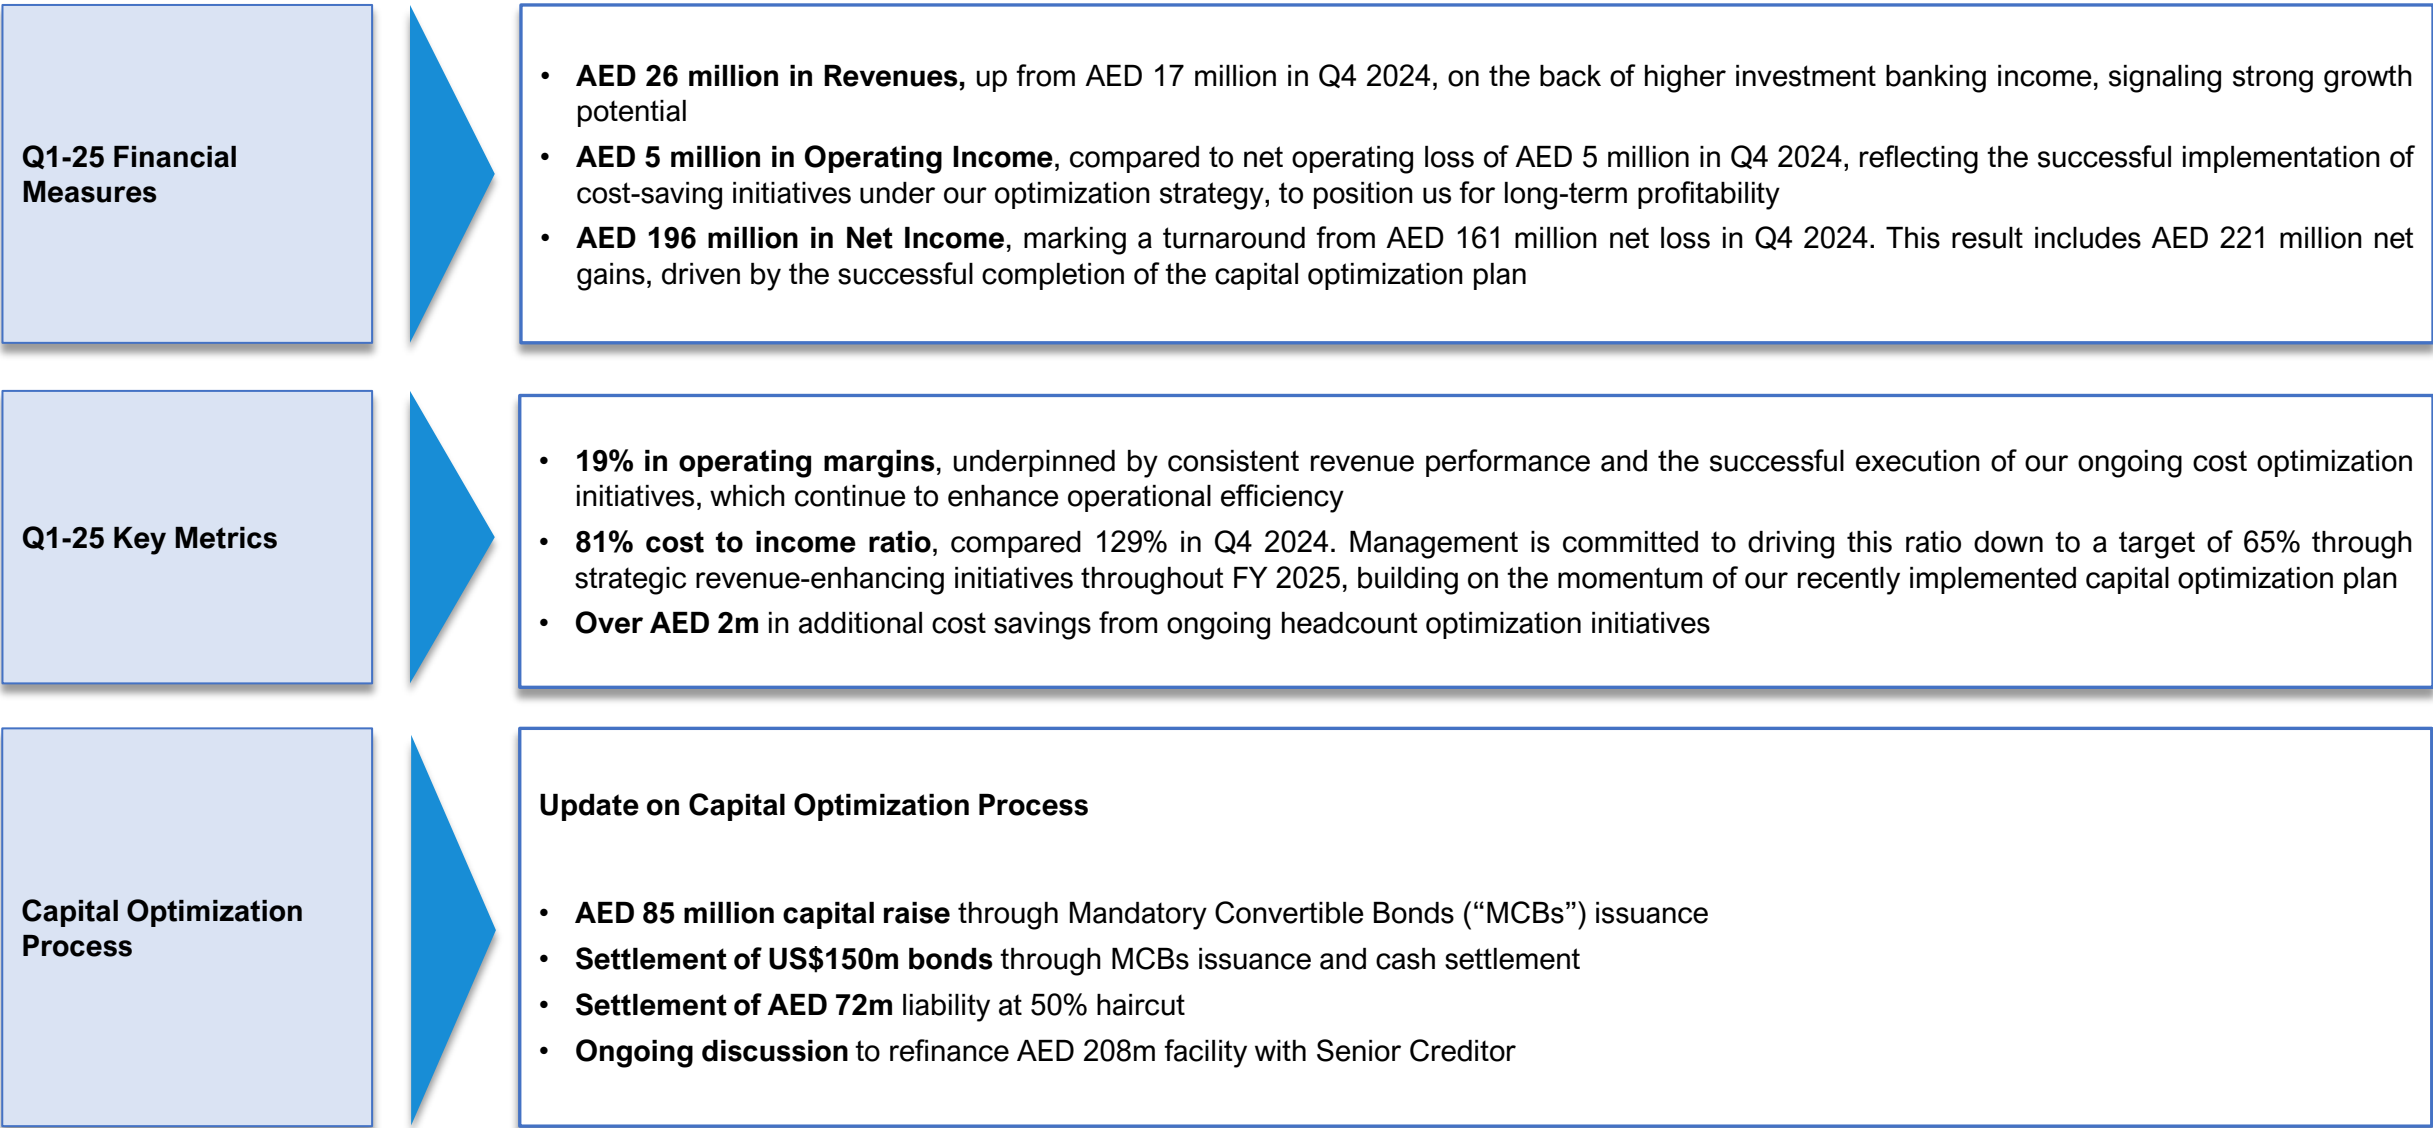 Q1-25 Financial
Measures
• AED 26 million in Revenues, up from AED 17 million in Q4 2024, on the back of higher investment banking income, signaling strong growth
potential
• AED 5 million in Operating Income, compared to net operating loss of AED 5 million in Q4 2024, reflecting the successful implementation of
cost-saving initiatives under our optimization strategy, to position us for long-term profitability
• AED 196 million in Net Income, marking a turnaround from AED 161 million net loss in Q4 2024. This result includes AED 221 million net
gains, driven by the successful completion of the capital optimization plan
Q1-25 Key Metrics
• 19% in operating margins, underpinned by consistent revenue performance and the successful execution of our ongoing cost optimization
initiatives, which continue to enhance operational efficiency
• 81% cost to income ratio, compared 129% in Q4 2024. Management is committed to driving this ratio down to a target of 65% through
strategic revenue-enhancing initiatives throughout FY 2025, building on the momentum of our recently implemented capital optimization plan
• Over AED 2m in additional cost savings from ongoing headcount optimization initiatives
Capital Optimization
Process
Update on Capital Optimization Process
• AED 85 million capital raise through Mandatory Convertible Bonds (“MCBs”) issuance
• Settlement of US$150m bonds through MCBs issuance and cash settlement
• Settlement of AED 72m liability at 50% haircut
• Ongoing discussion to refinance AED 208m facility with Senior Creditor